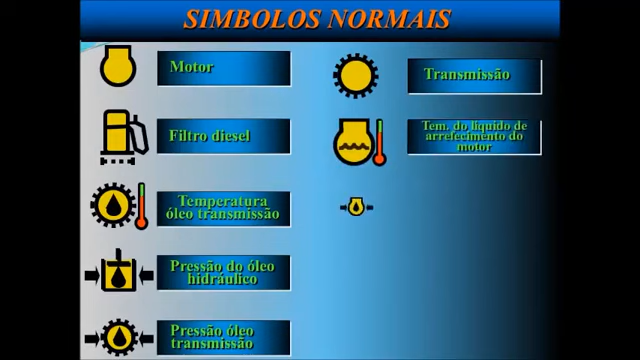 SIMBOLOS NORMAIS
Motor
Filtro diesel
Temperatura
óleo transmissão
Pressão do óleo
hidráulico
Pressão óleo
transmissão
Transmissão
Tem. do líquido de
arrefecimento do
motor